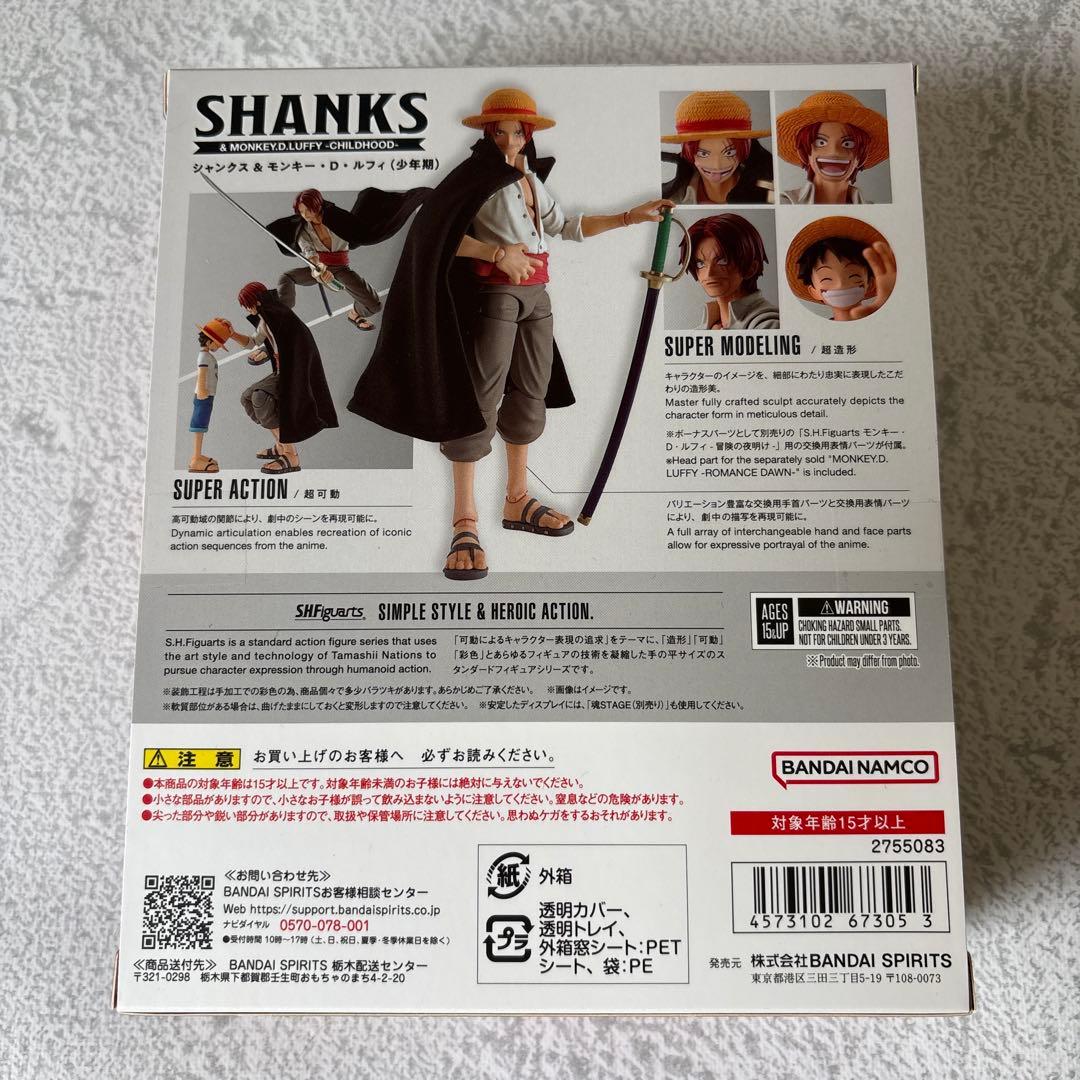 SHANKS
& MONKEY.D.LUFFY -CHILDHOOD-
シャンクス & モンキー・D・ルフィ(少年期)
SUPER MODELING / 超造形
キャラクターのイメージを、細部にわたり忠実に表現したこだ
わりの造形美。
Master fully crafted sculpt accurately depicts the
character form in meticulous detail.
※ボーナスパーツとして別売りの「S.H.Figuarts モンキー・
D・ルフィ-冒険の夜明け-」用の交換用表情パーツが付属。
※Head part for the separately sold "MONKEY.D.
LUFFY -ROMANCE DAWN-" is included.
バリエーション豊富な交換用手首パーツと交換用表情パーツ
により、劇中の描写を再現可能に。
A full array of interchangeable hand and face parts
allow for expressive portrayal of the anime.
SUPER ACTION / 超可動
高可動域の関節により、劇中のシーンを再現可能に。
Dynamic articulation enables recreation of iconic
action sequences from the anime.
S.H.Figuarts SIMPLE STYLE & HEROIC ACTION.
S.H.Figuarts is a standard action figure series that uses
the art style and technology of Tamashii Nations to
pursue character expression through humanoid action.
「可動によるキャラクター表現の追求」をテーマに、「造形」「可動」
「彩色」とあらゆるフィギュアの技術を凝縮した手の平サイズのス
タンダードフィギュアシリーズです。
※装飾工程は手加工での彩色の為、商品個々で多少バラツキがあります。あらかじめご了承ください。 ※画像はイメージです。
※軟質部位がある場合は、曲げたままにしておくと変形しますので注意してください。 ※安定したディスプレイには、「魂STAGE(別売り)」も使用してください。
AGES
15&UP
WARNING
CHOKING HAZARD SMALL PARTS.
NOT FOR CHILDREN UNDER 3 YEARS.
※Product may differ from photo.
注意 お買い上げのお客様へ 必ずお読みください。
●本商品の対象年齢は15才以上です。対象年齢未満のお子様には絶対に与えないでください。
●小さな部品がありますので、小さなお子様が誤って飲み込まないように注意してください。窒息などの危険があります。
●尖った部分や鋭い部分がありますので、取扱や保管場所に注意してください。思わぬケガをするおそれがあります。
BANDAI NAMCO
対象年齢15才以上
2755083
4573102 67305 3
≪お問い合わせ先≫
BANDAI SPIRITSお客様相談センター
Web https://support.bandaispirits.co.jp
ナビダイヤル 0570-078-001
●受付時間 10時~17時 (土、日、祝日、夏季・冬季休業日を除く)
≪商品送付先≫ BANDAI SPIRITS 栃木配送センター
〒321-0298 栃木県下都賀郡壬生町おもちゃのまち4-2-20
紙 外箱
プラ 透明カバー、
透明トレイ、
外箱窓シート:PET
シート、袋:PE
発売元 株式会社BANDAI SPIRITS
東京都港区三田三丁目5-19 〒108-0073